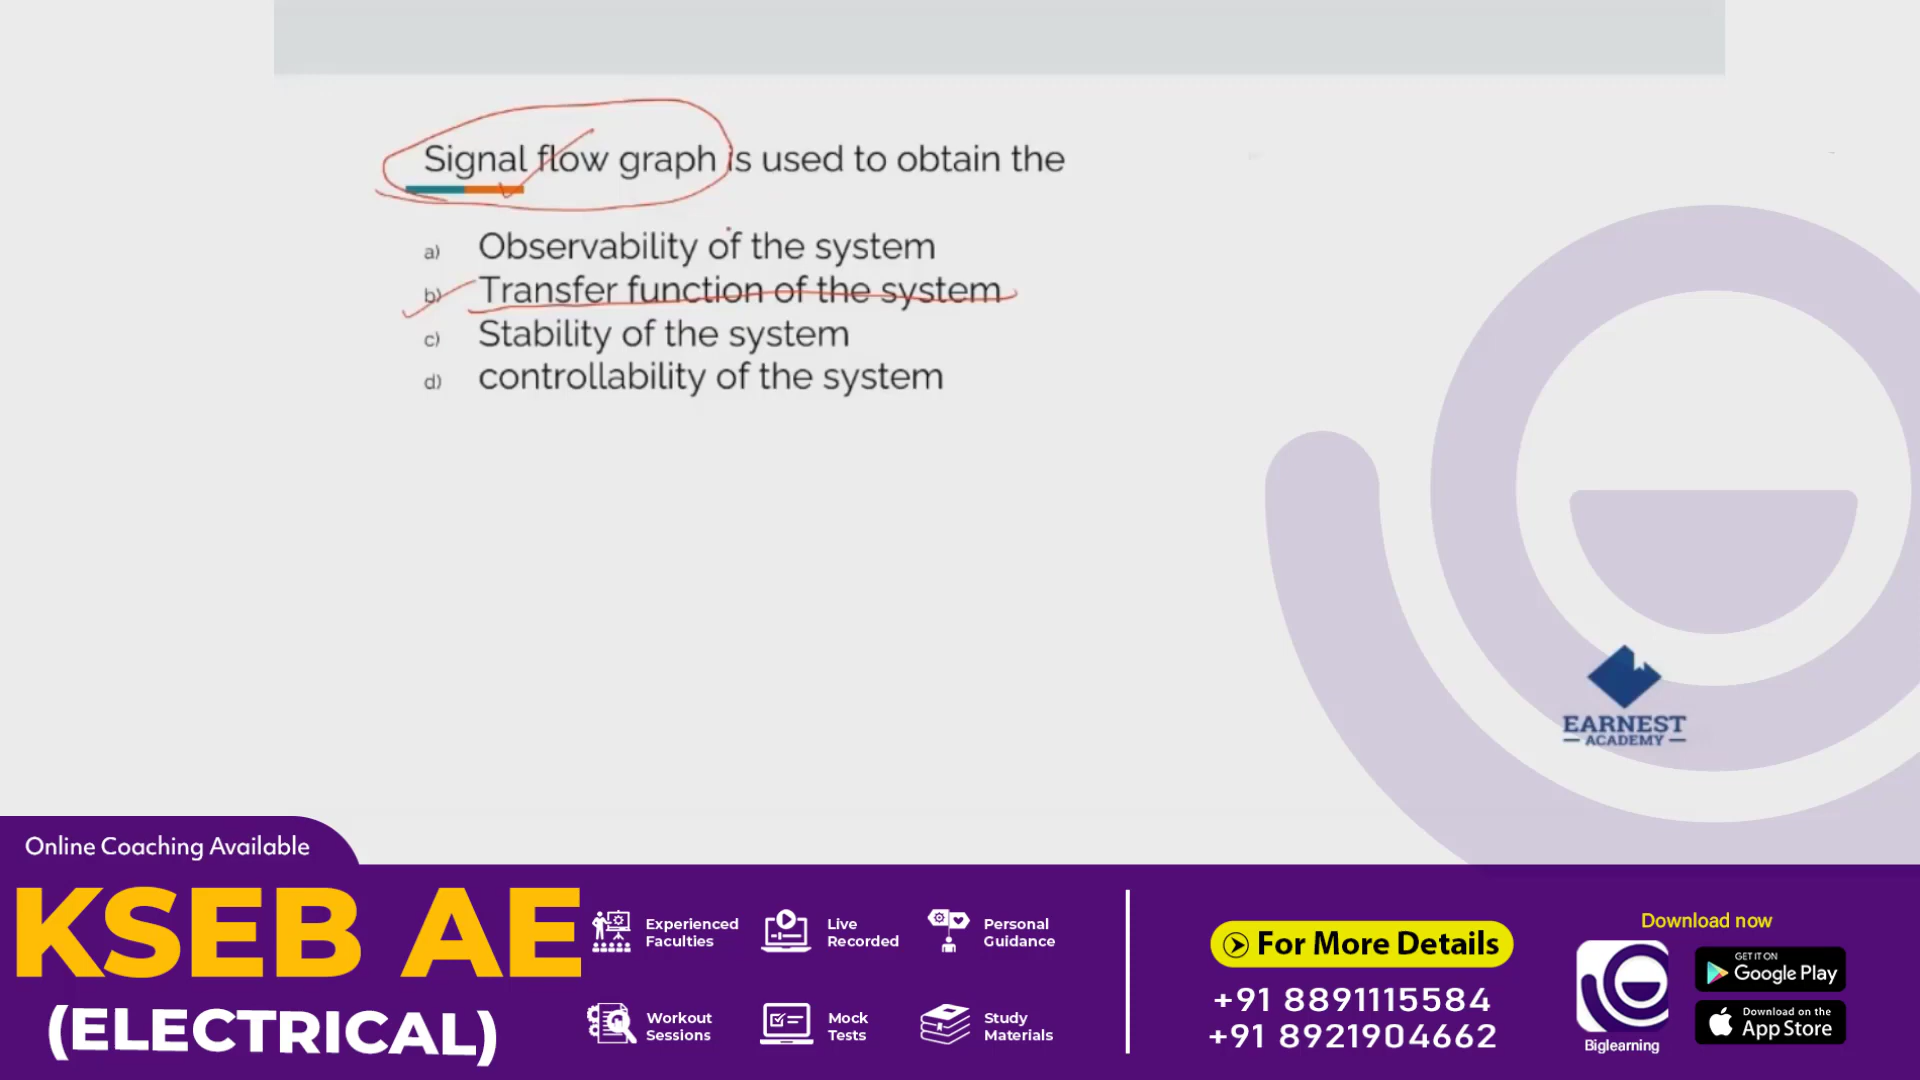 Signal flow graph is used to obtain the
a) Observability of the system
b) Transfer function of the system
c) Stability of the system
d) controllability of the system
EARNEST
ACADEMY
Online Coaching Available
KSEB AE
(ELECTRICAL)
Experienced
Faculties
Live
Recorded
Personal
Guidance
Workout
Sessions
Mock
Tests
Study
Materials
For More Details
+91 8891115584
+91 8921904662
Download now
Biglearning
GET IT ON
Google Play
Download on the
App Store